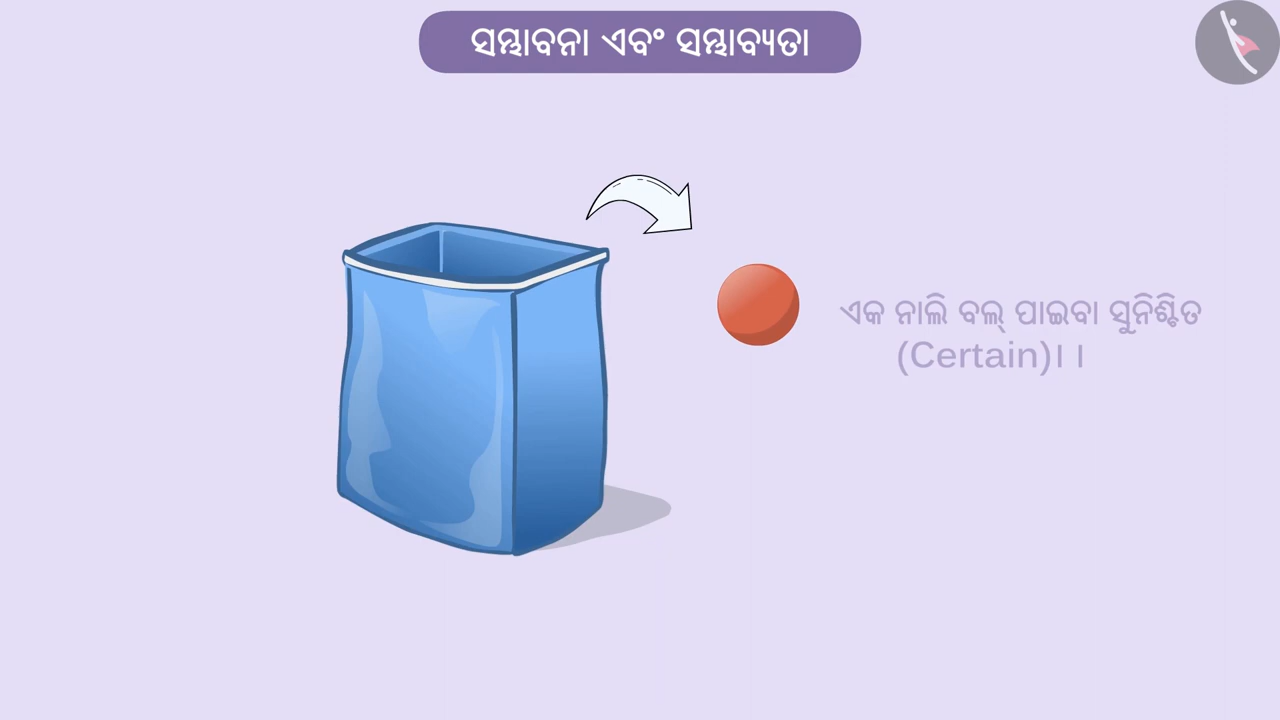 ସମ୍ଭାବନା ଏବଂ ସମ୍ଭାବ୍ୟତା
ଏକ ନାଲି ବଲ୍ ପାଇବା ସୁନିଶ୍ଚିତ
(Certain)।।